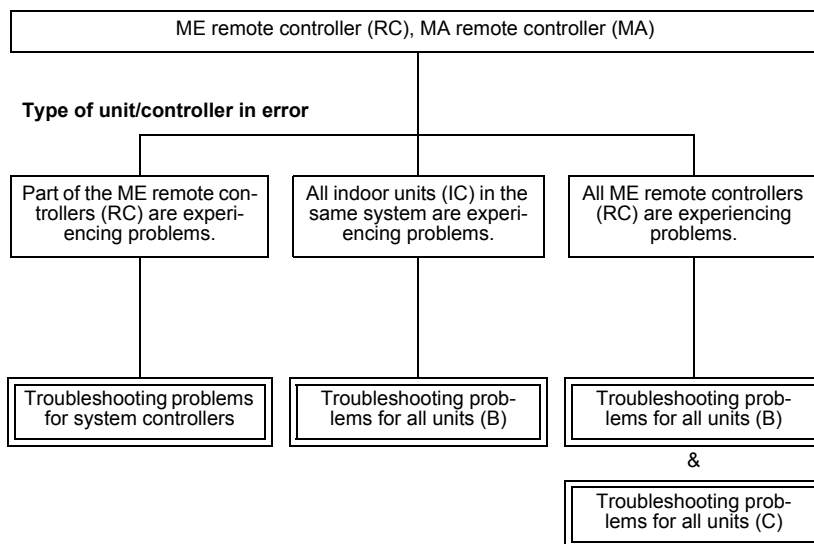 ME remote controller (RC), MA remote controller (MA)
Type of unit/controller in error
Part of the ME remote con-
trollers (RC) are experi-
encing problems.
All indoor units (IC) in the
same system are experi-
encing problems.
All ME remote controllers
(RC) are experiencing
problems.
Troubleshooting problems
for system controllers
Troubleshooting prob-
lems for all units (B)
Troubleshooting prob-
lems for all units (B)
&
Troubleshooting prob-
lems for all units (C)